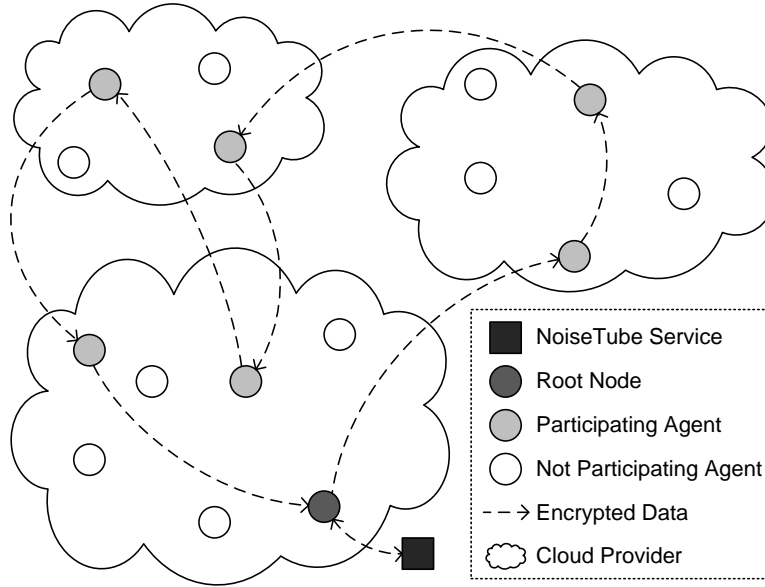 NoiseTube Service
Root Node
Participating Agent
Not Participating Agent
Encrypted Data
Cloud Provider